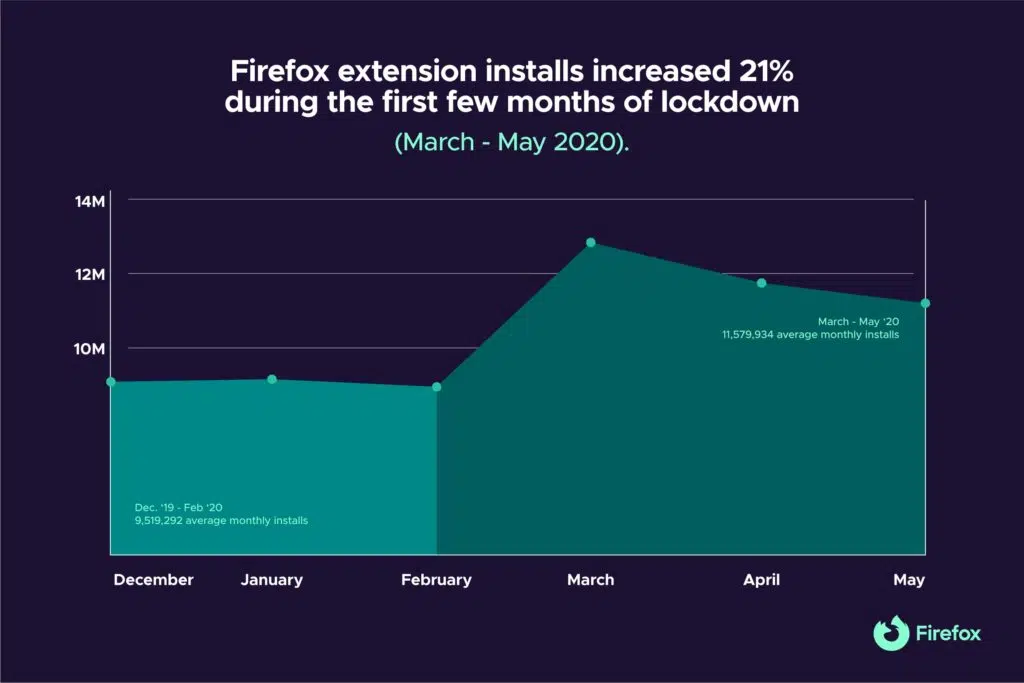 Firefox extension installs increased 21%
during the first few months of lockdown
(March - May 2020).
14M
12M
10M
March - May ‘20
11,579,934 average monthly installs
Dec. ‘19 - Feb ‘20
9,519,292 average monthly installs
December January February March April May
Firefox